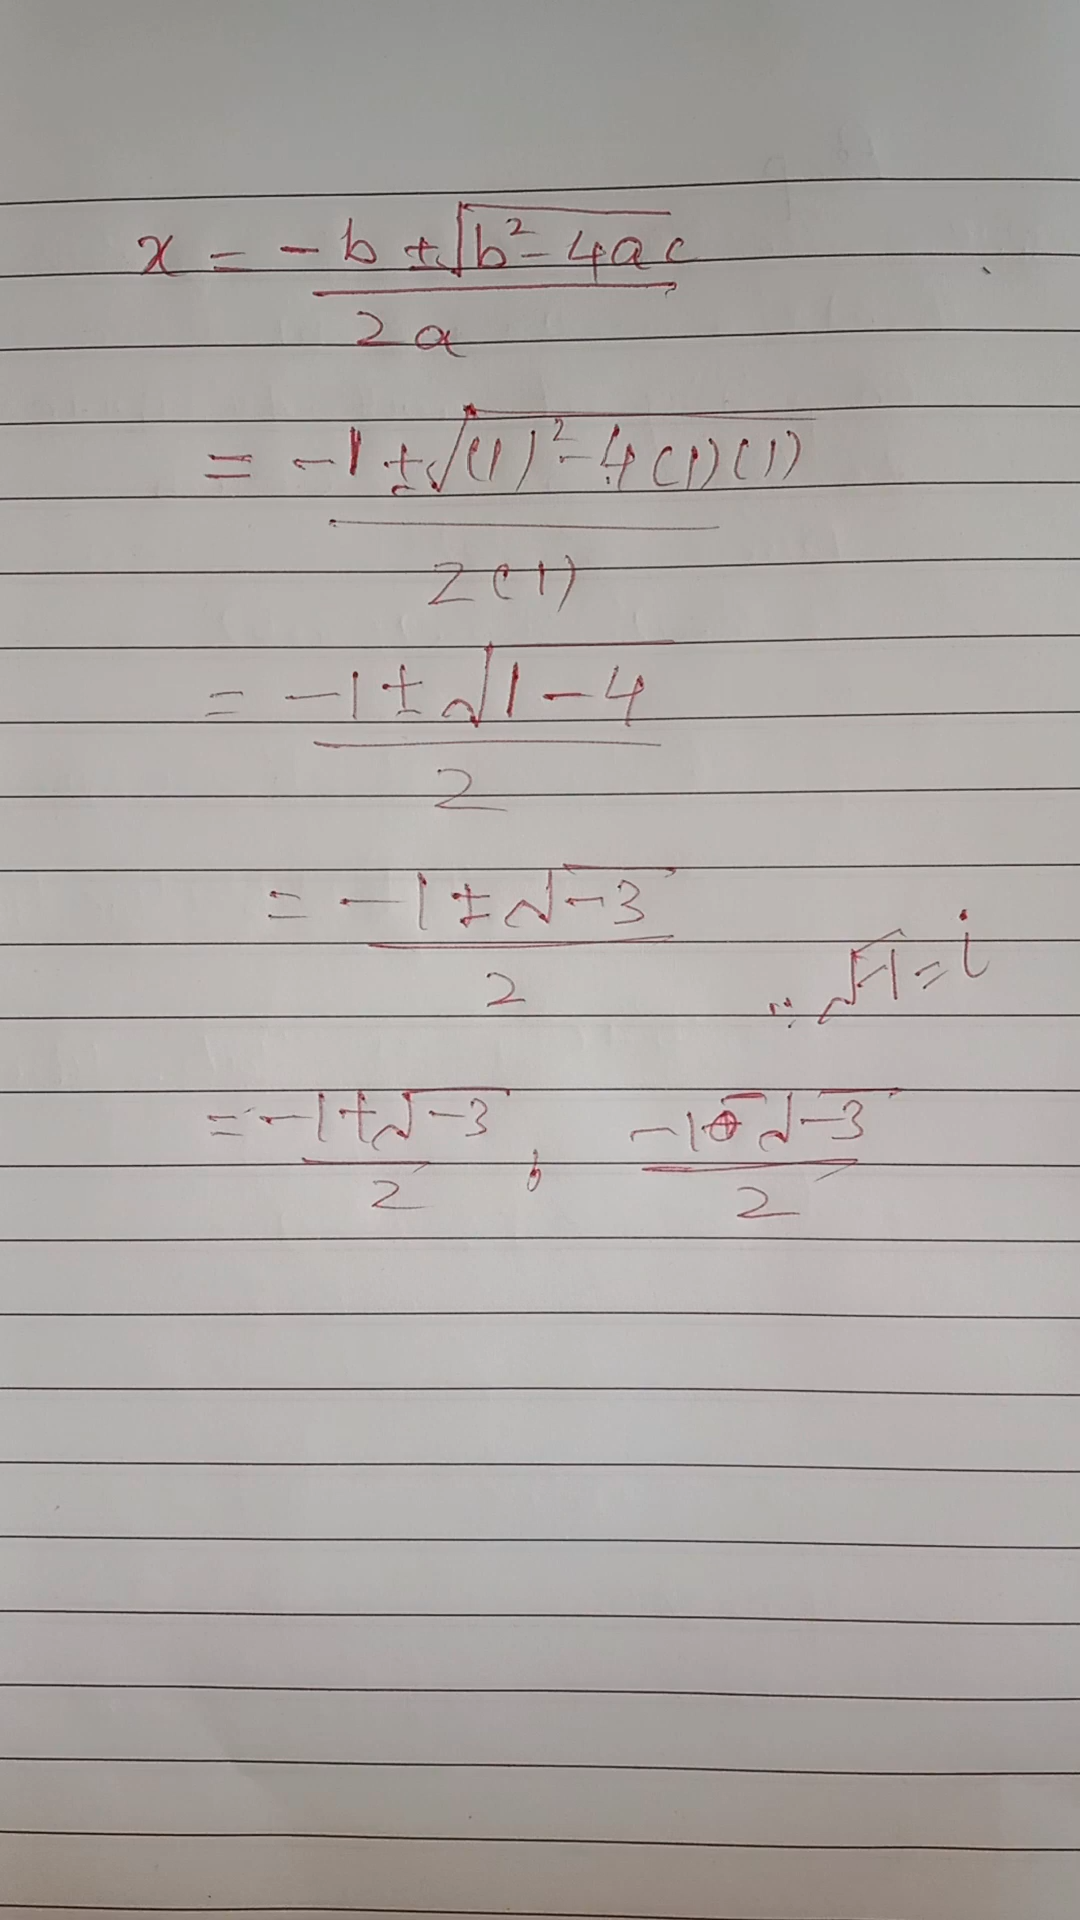 x = -b ± √b² - 4ac
2a
= -1 ± √(1)² - 4(1)(1)
2(1)
= -1 ± √1 - 4
2
= -1 ± √-3
2
∵ √-1 = i
= -1 + √-3 , -1 - √-3
2 2